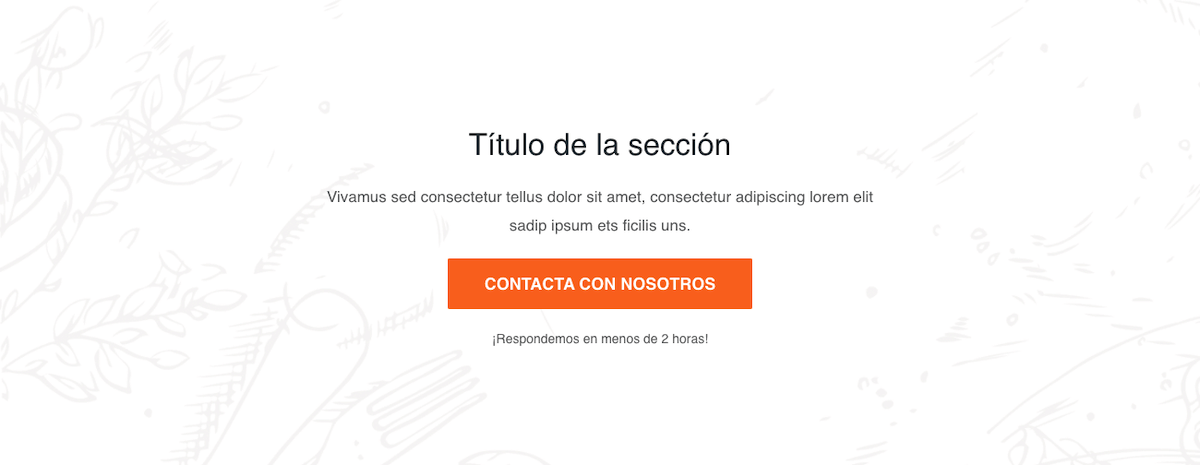 Título de la sección
Vivamus sed consectetur tellus dolor sit amet, consectetur adipiscing lorem elit
sadip ipsum ets ficilis uns.
CONTACTA CON NOSOTROS
¡Respondemos en menos de 2 horas!